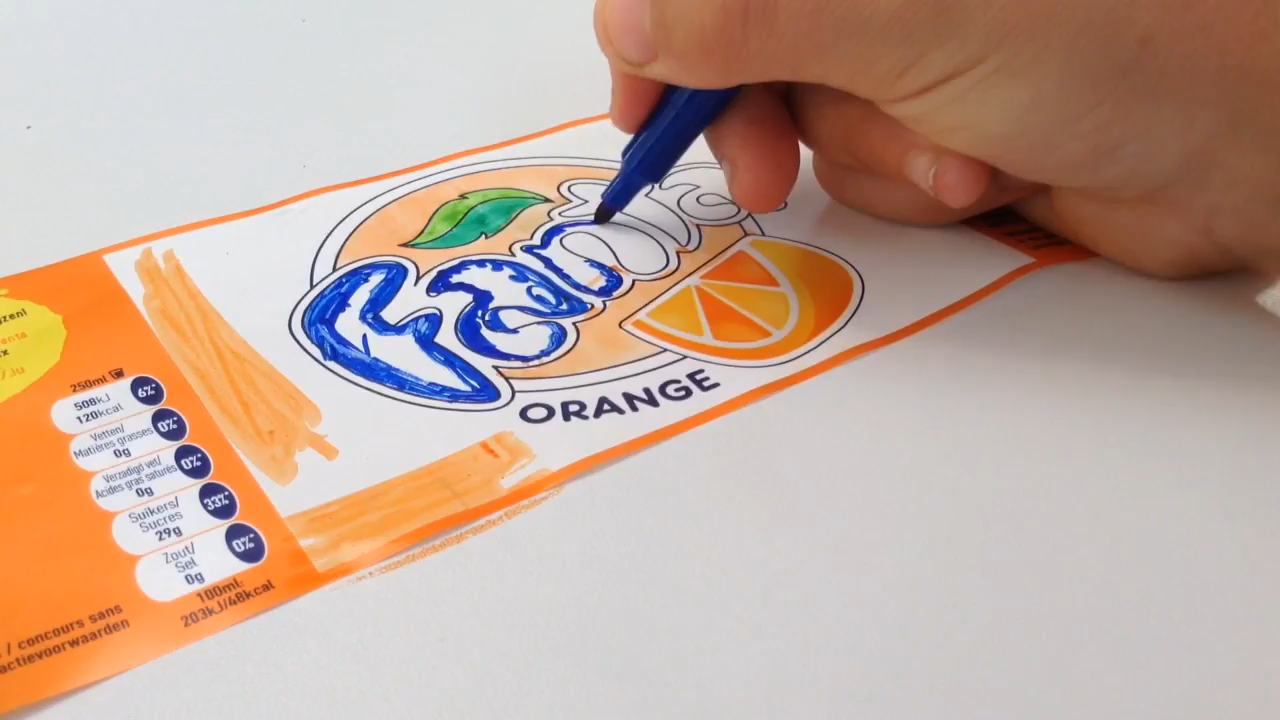 Fanta
ORANGE
250ml
508kJ
120kcal
6%*
Vetten/
Matières grasses
0g
0%*
Verzadigd vet/
Acides gras saturés
0g
0%*
Suikers/
Sucres
29g
33%*
Zout/
Sel
0g
0%*
100ml:
203kJ/48kcal
/ concours sans
actievoorwaarden